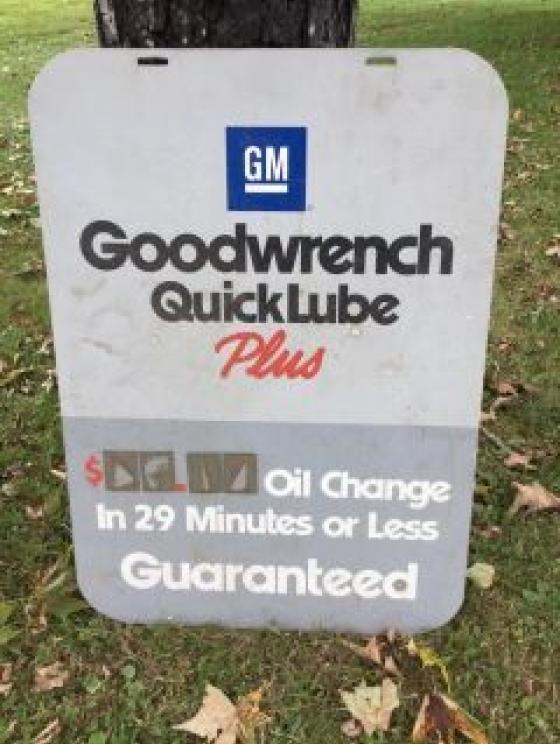 GM
Goodwrench
QuickLube
Plus
$ Oil Change
In 29 Minutes or Less
Guaranteed